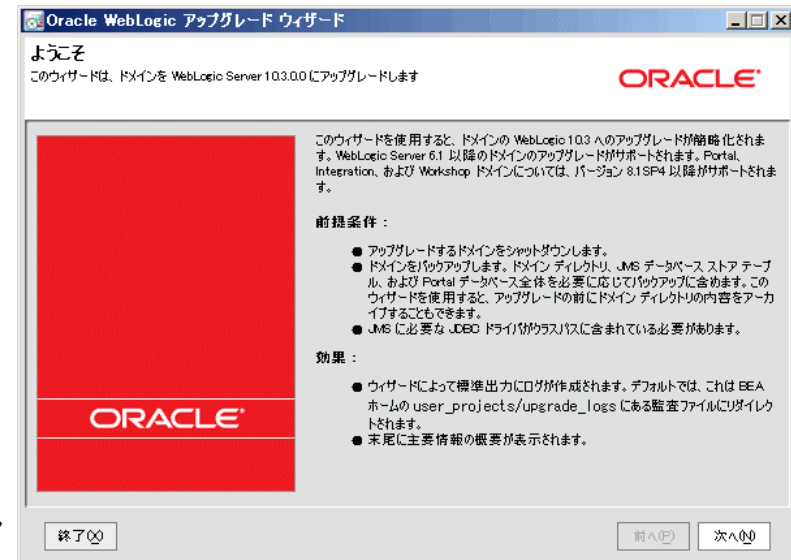 Oracle WebLogic アップグレード ウィザード
ようこそ
このウィザードは、ドメインを WebLogic Server 10.3.0.0 にアップグレードします
ORACLE
このウィザードを使用すると、ドメインの WebLogic 10.3 へのアップグレードが簡略化されま
す。WebLogic Server 6.1 以降のドメインのアップグレードがサポートされます。Portal、
Integration、および Workshop ドメインについては、バージョン 8.1SP4 以降がサポートされま
す。
前提条件 :
● アップグレードするドメインをシャットダウンします。
● ドメインをバックアップします。ドメイン ディレクトリ、JMS データベース ストア テーブ
ル、および Portal データベース全体を必要に応じてバックアップに含めます。この
ウィザードを使用すると、アップグレードの前にドメイン ディレクトリの内容をアーカ
イブすることもできます。
● JMS に必要な JDBC ドライバがクラスパスに含まれている必要があります。
効果 :
● ウィザードによって標準出力にログが作成されます。デフォルトでは、これは BEA
ホームの user_projects/upgrade_logs にある監査ファイルにリダイレク
トされます。
● 末尾に主要情報の概要が表示されます。
ORACLE
終了(X)
前へ(P)
次へ(N)